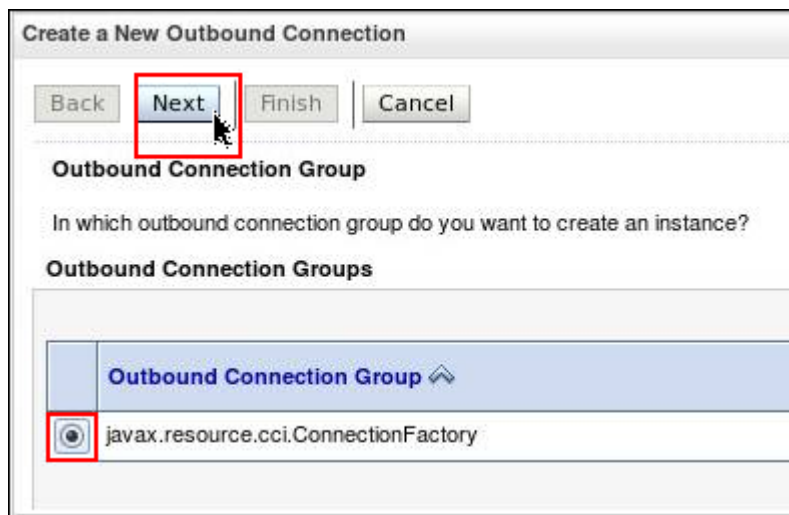 Create a New Outbound Connection
Back Next Finish Cancel
Outbound Connection Group
In which outbound connection group do you want to create an instance?
Outbound Connection Groups
Outbound Connection Group
javax.resource.cci.ConnectionFactory